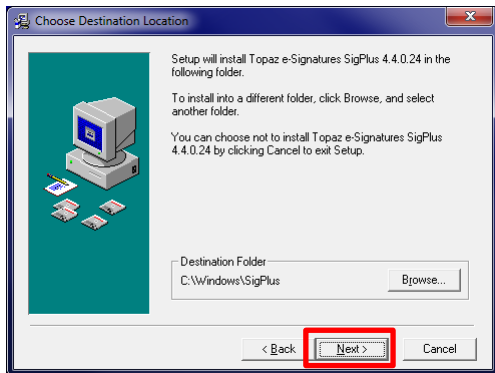 Choose Destination Location
Setup will install Topaz e-Signatures SigPlus 4.4.0.24 in the
following folder.
To install into a different folder, click Browse, and select
another folder.
You can choose not to install Topaz e-Signatures SigPlus
4.4.0.24 by clicking Cancel to exit Setup.
Destination Folder
C:\Windows\SigPlus
Browse...
< Back
Next >
Cancel